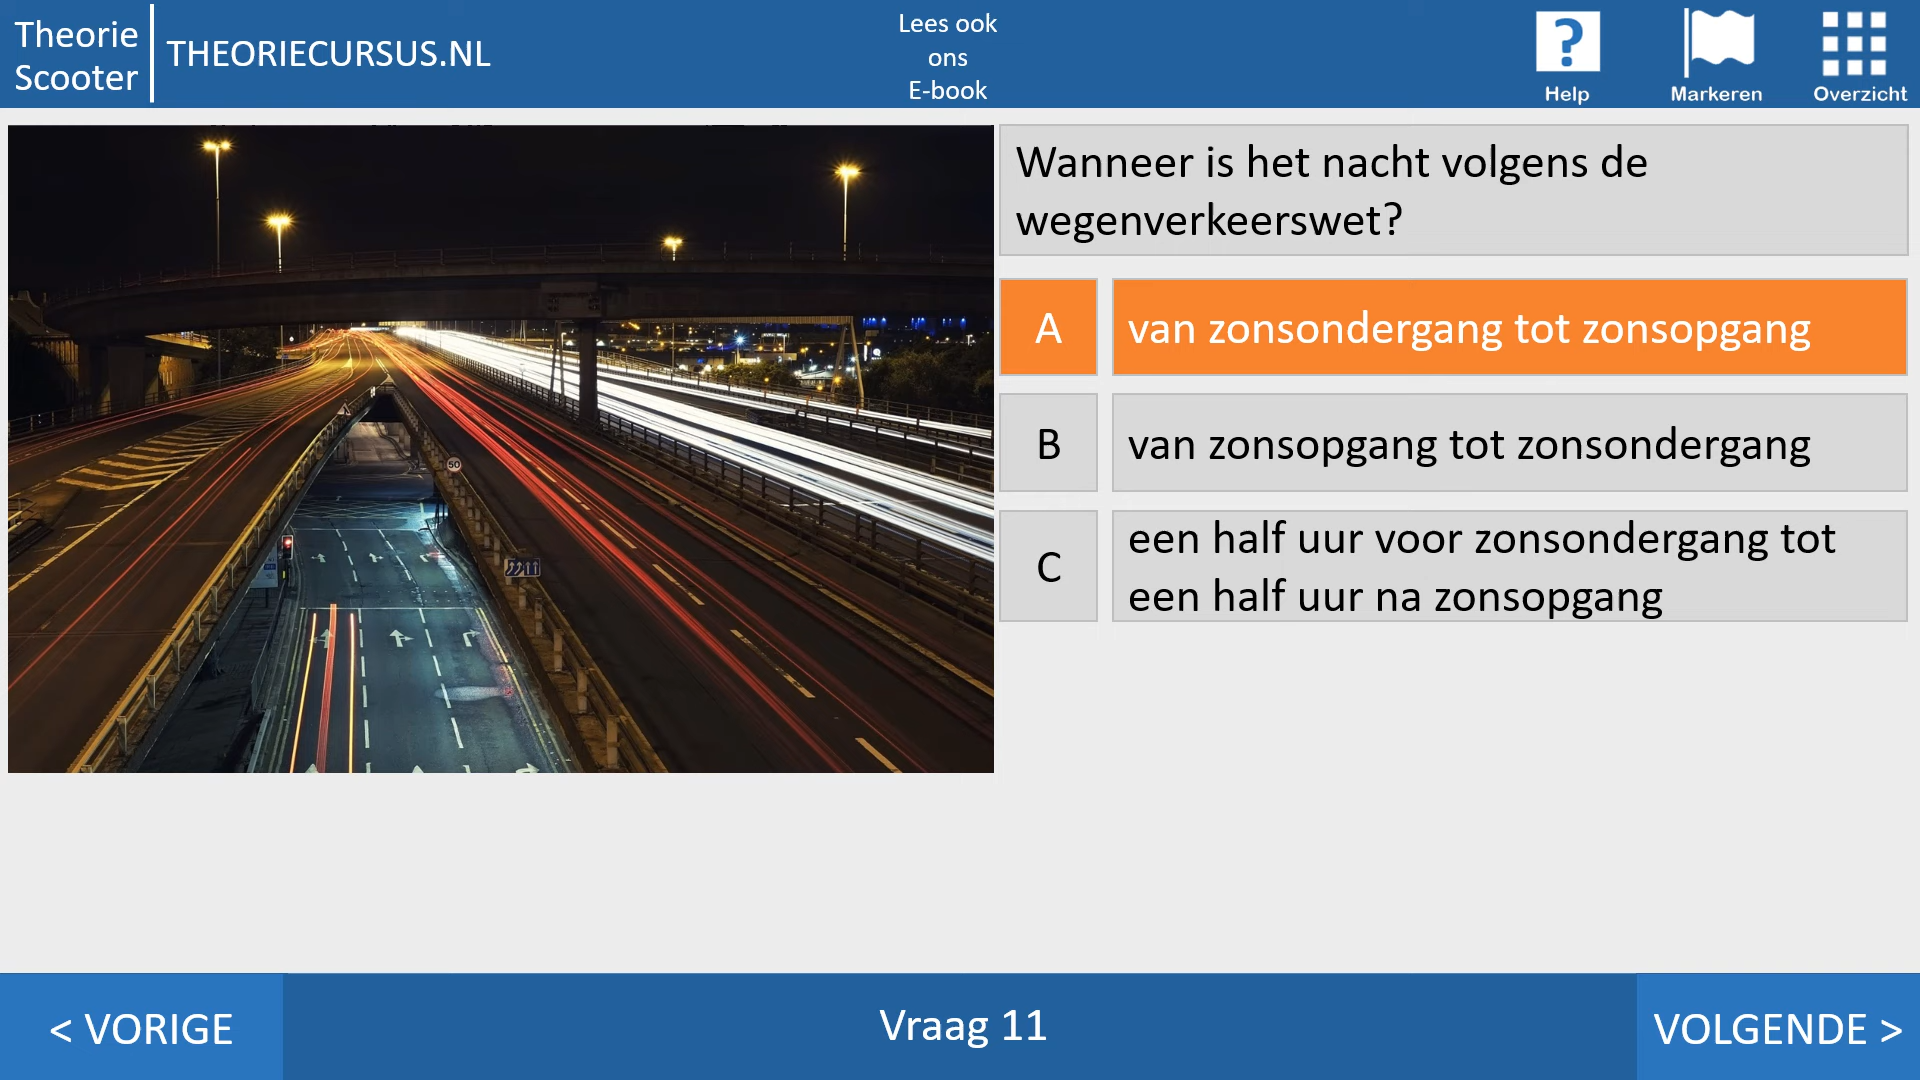 Theorie
Scooter
THEORIECURSUS.NL
Lees ook
ons
E-book
?
Help
Markeren
Overzicht
50
Wanneer is het nacht volgens de
wegenverkeerswet?
A
van zonsondergang tot zonsopgang
B
van zonsopgang tot zonsondergang
C
een half uur voor zonsondergang tot
een half uur na zonsopgang
< VORIGE
Vraag 11
VOLGENDE >